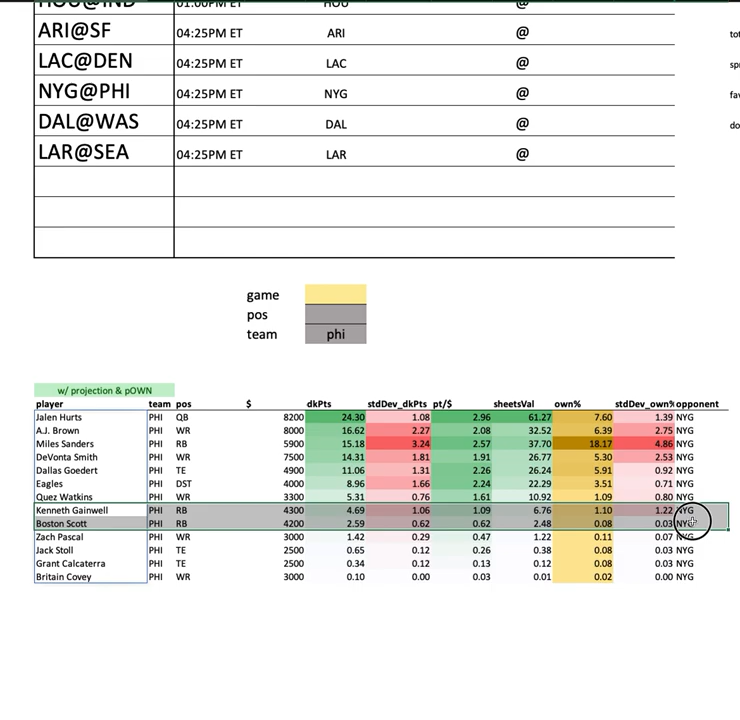 HOU@IND 01:00PM ET HOU @
ARI@SF 04:25PM ET ARI @
LAC@DEN 04:25PM ET LAC @
NYG@PHI 04:25PM ET NYG @
DAL@WAS 04:25PM ET DAL @
LAR@SEA 04:25PM ET LAR @
game
pos
team phi
w/ projection & pOWN
player team pos $ dkPts stdDev_dkPts pt/$ sheetsVal own% stdDev_own% opponent
Jalen Hurts PHI QB 8200 24.30 1.08 2.96 61.27 7.60 1.39 NYG
A.J. Brown PHI WR 8000 16.62 2.27 2.08 32.52 6.39 2.75 NYG
Miles Sanders PHI RB 5900 15.18 3.24 2.57 37.70 18.17 4.86 NYG
DeVonta Smith PHI WR 7500 14.31 1.81 1.91 26.77 5.30 2.53 NYG
Dallas Goedert PHI TE 4900 11.06 1.31 2.26 26.24 5.91 0.92 NYG
Eagles PHI DST 4000 8.96 1.66 2.24 22.29 3.51 0.71 NYG
Quez Watkins PHI WR 3300 5.31 0.76 1.61 10.92 1.09 0.80 NYG
Kenneth Gainwell PHI RB 4300 4.69 1.06 1.09 6.76 1.10 1.22 NYG
Boston Scott PHI RB 4200 2.59 0.62 0.62 2.48 0.08 0.03 NYG
Zach Pascal PHI WR 3000 1.42 0.29 0.47 1.22 0.11 0.07 NYG
Jack Stoll PHI TE 2500 0.65 0.12 0.26 0.38 0.08 0.03 NYG
Grant Calcaterra PHI TE 2500 0.34 0.12 0.13 0.12 0.08 0.03 NYG
Britain Covey PHI WR 3000 0.10 0.00 0.03 0.01 0.02 0.00 NYG